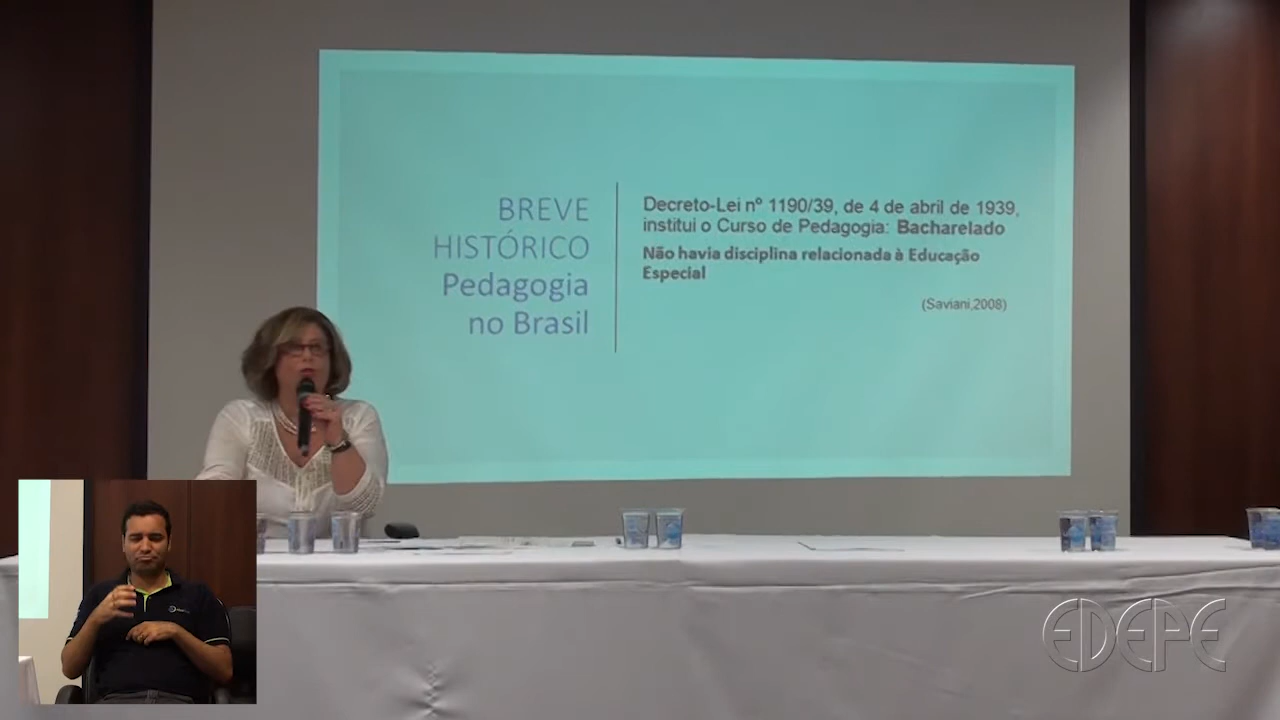 BREVE
HISTÓRICO
Pedagogia
no Brasil
Decreto-Lei nº 1190/39, de 4 de abril de 1939,
institui o Curso de Pedagogia: Bacharelado
Não havia disciplina relacionada à Educação
Especial
(Saviani,2008)
EDEPE